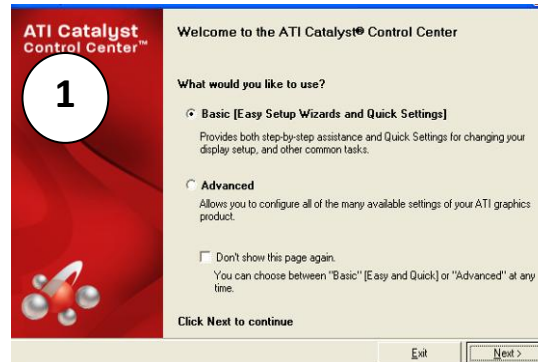 ATI Catalyst
Control Center™
1
Welcome to the ATI Catalyst® Control Center
What would you like to use?
Basic [Easy Setup Wizards and Quick Settings]
Provides both step-by-step assistance and Quick Settings for changing your
display setup, and other common tasks.
Advanced
Allows you to configure all of the many available settings of your ATI graphics
product.
Don't show this page again.
You can choose between "Basic" [Easy and Quick] or "Advanced" at any
time.
Click Next to continue
Exit
Next >